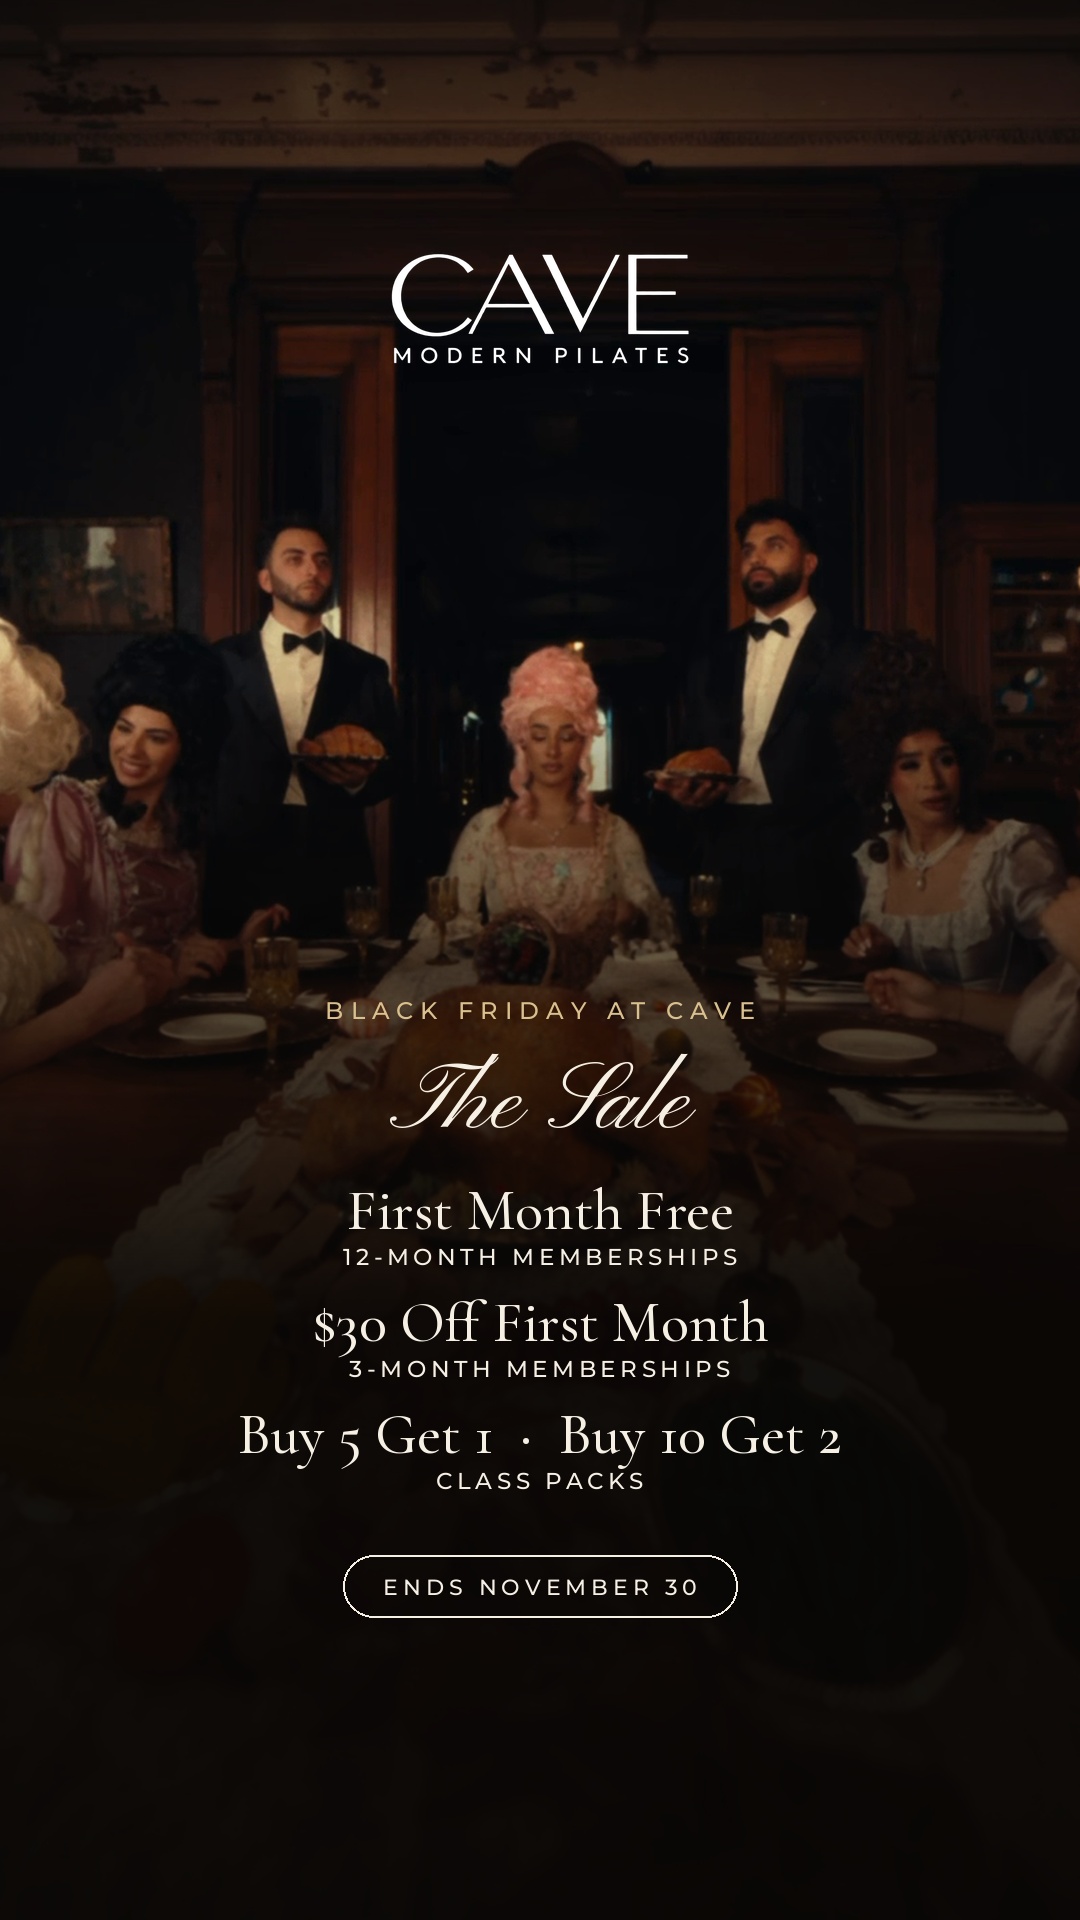 CAVE
MODERN PILATES
BLACK FRIDAY AT CAVE
The Sale
First Month Free
12-MONTH MEMBERSHIPS
$30 Off First Month
3-MONTH MEMBERSHIPS
Buy 5 Get 1 · Buy 10 Get 2
CLASS PACKS
ENDS NOVEMBER 30